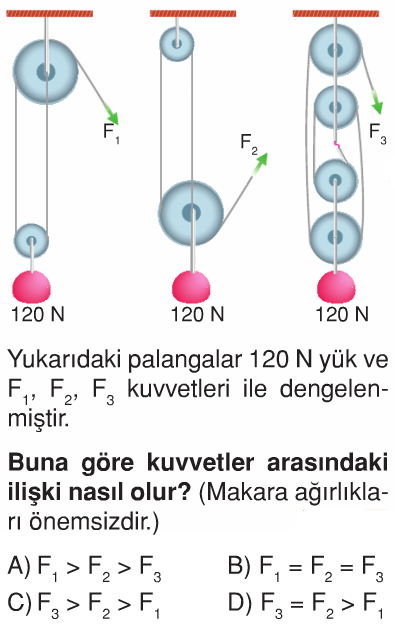 F₁
F₂
F₃
120 N 120 N 120 N
Yukarıdaki palangalar 120 N yük ve
F₁, F₂, F₃ kuvvetleri ile dengelen-
miştir.
Buna göre kuvvetler arasındaki
ilişki nasıl olur? (Makara ağırlıkla-
rı önemsizdir.)
A) F₁ > F₂ > F₃ B) F₁ = F₂ = F₃
C) F₃ > F₂ > F₁ D) F₃ = F₂ > F₁